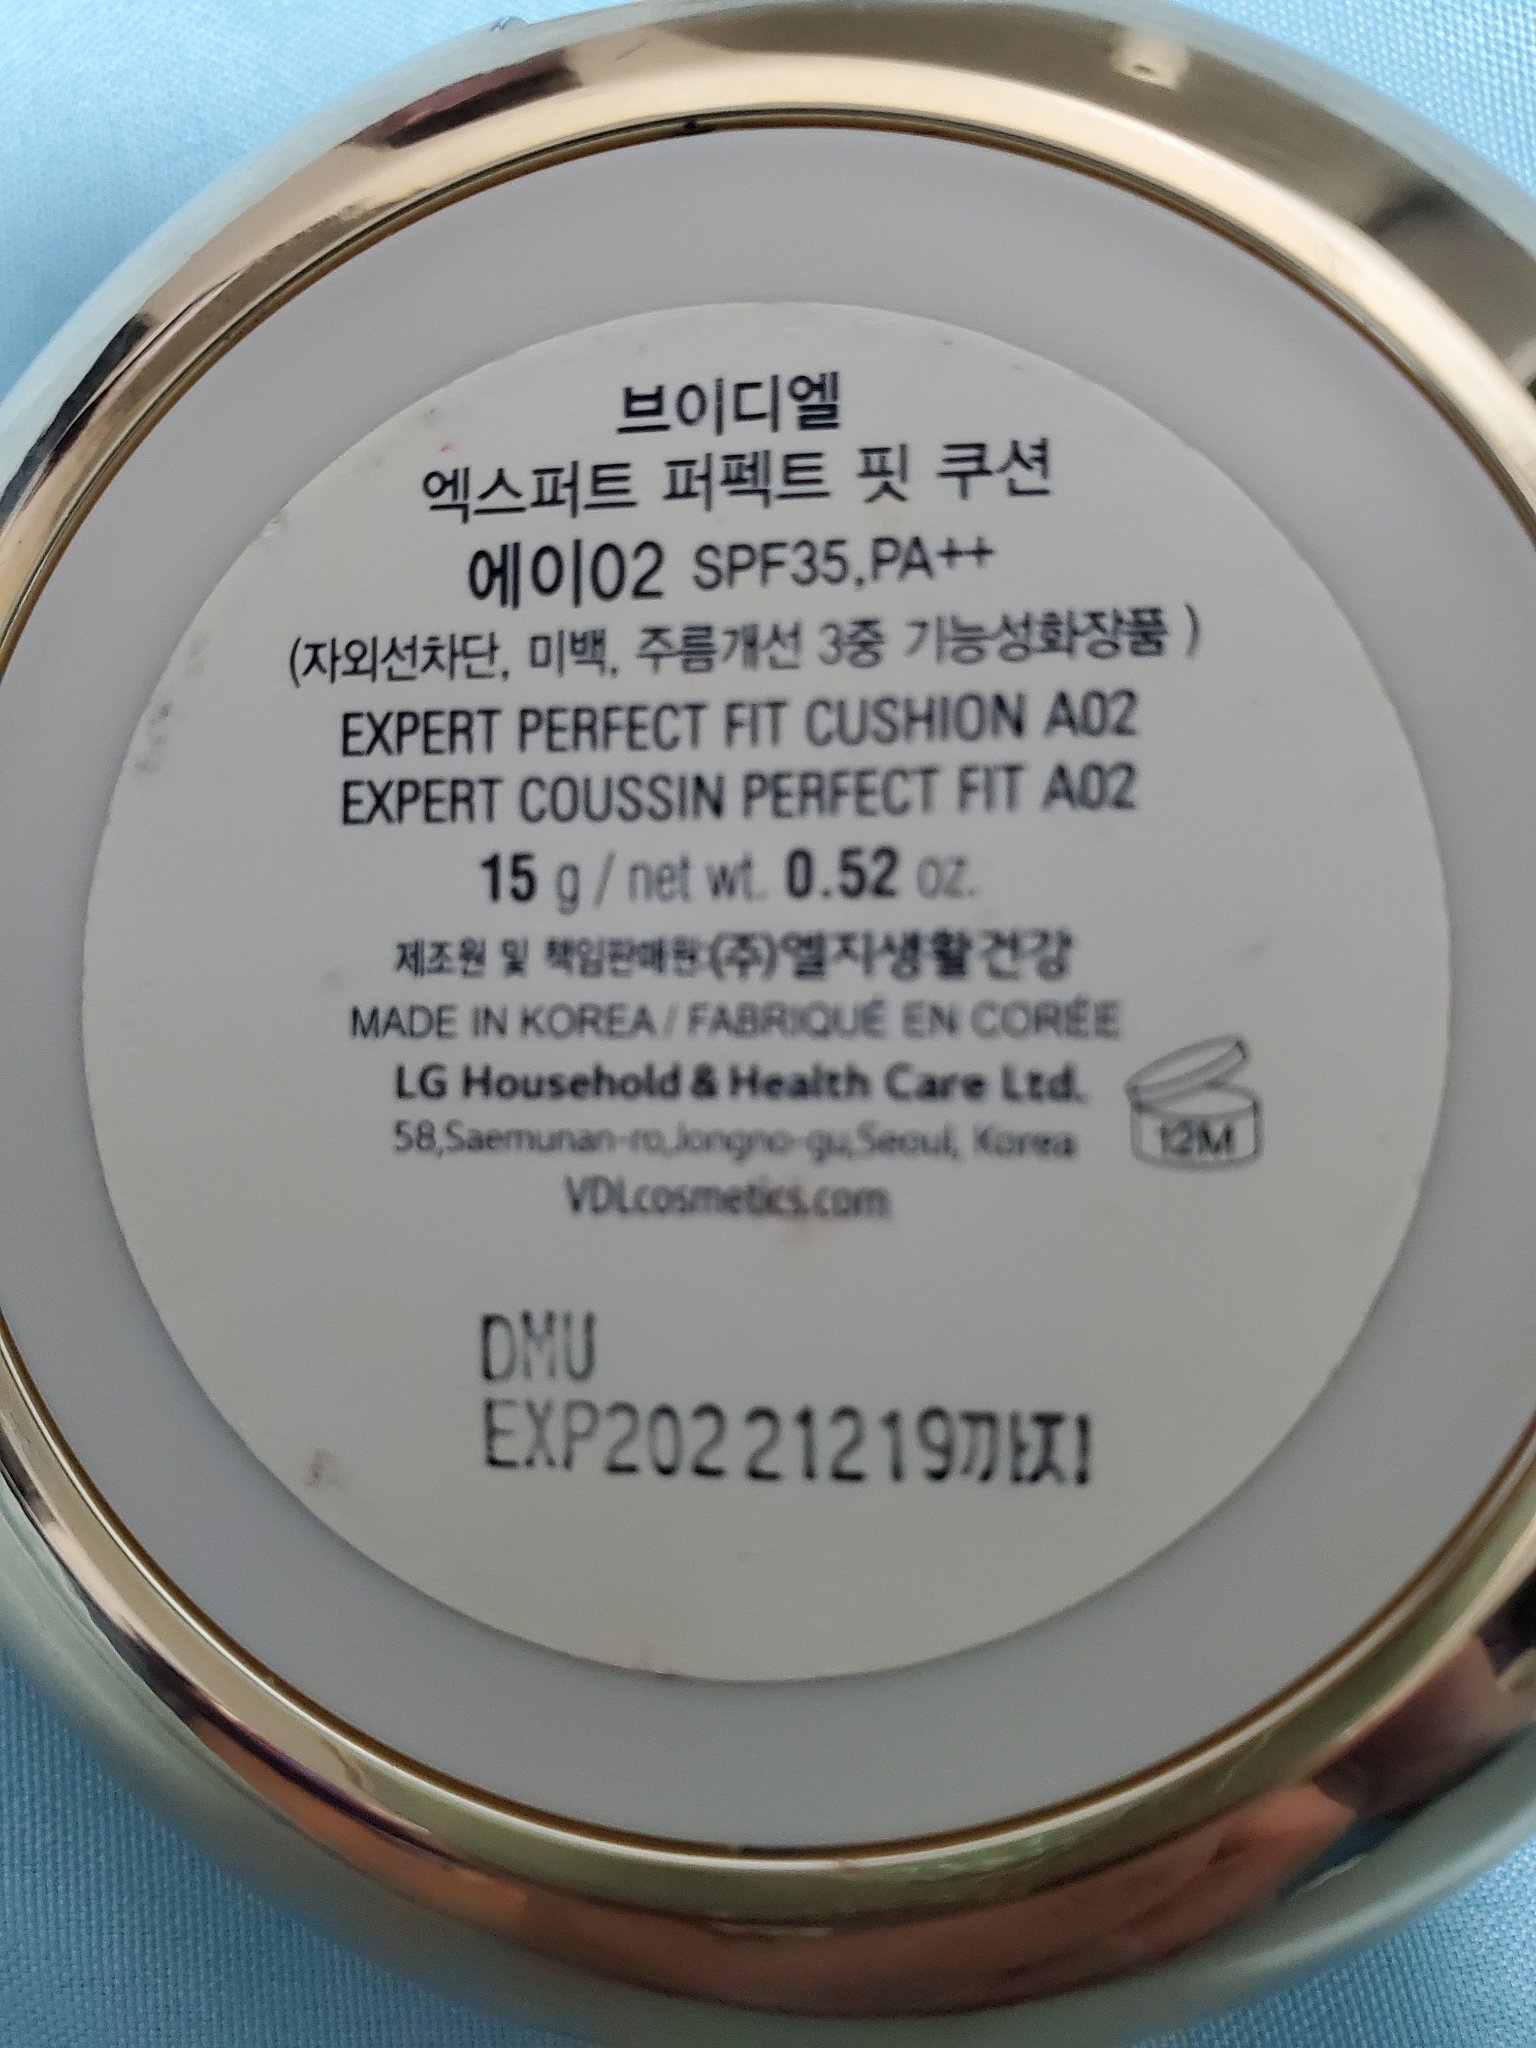 브이디엘
엑스퍼트 퍼펙트 핏 쿠션
에이02 SPF35,PA++
(자외선차단, 미백, 주름개선 3중 기능성화장품 )
EXPERT PERFECT FIT CUSHION A02
EXPERT COUSSIN PERFECT FIT A02
15 g / net wt. 0.52 oz.
제조원 및 책임판매원:(주)엘지생활건강
MADE IN KOREA / FABRIQUÉ EN CORÉE
LG Household & Health Care Ltd.
58,Saemunan-ro,Jongno-gu,Seoul, Korea
12M
VDLcosmetics.com
DMU
EXP20221219까지